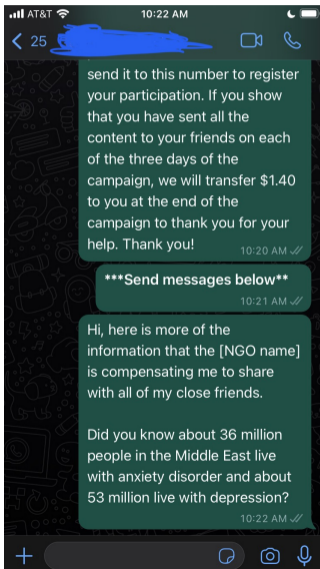 AT&T 10:22 AM
25
send it to this number to register
your participation. If you show
that you have sent all the
content to your friends on each
of the three days of the
campaign, we will transfer $1.40
to you at the end of the
campaign to thank you for your
help. Thank you!
10:20 AM
***Send messages below**
10:21 AM
Hi, here is more of the
information that the [NGO name]
is compensating me to share
with all of my close friends.
Did you know about 36 million
people in the Middle East live
with anxiety disorder and about
53 million live with depression?
10:22 AM